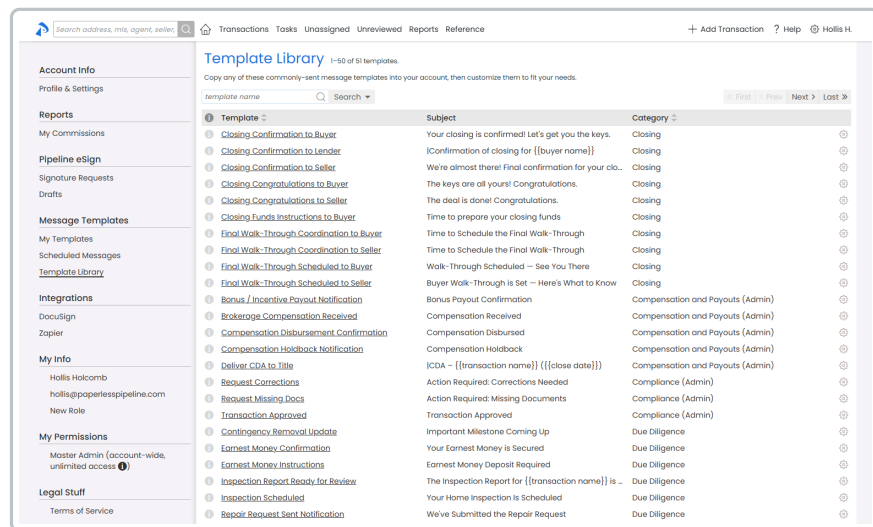 Search address, mls, agent, seller, Transactions Tasks Unassigned Unreviewed Reports Reference + Add Transaction ? Help Hollis H.
Account Info
Profile & Settings
Reports
My Commissions
Pipeline eSign
Signature Requests
Drafts
Message Templates
My Templates
Scheduled Messages
Template Library
Integrations
DocuSign
Zapier
My Info
Hollis Holcomb
hollis@paperlesspipeline.com
New Role
My Permissions
Master Admin (account-wide,
unlimited access )
Legal Stuff
Terms of Service
Template Library 1–50 of 51 templates.
Copy any of these commonly-sent message templates into your account, then customize them to fit your needs.
template name Search « First ‹ Prev Next › Last »
Template Subject Category
Closing Confirmation to Buyer Your closing is confirmed! Let's get you the keys. Closing
Closing Confirmation to Lender |Confirmation of closing for {{buyer name}} Closing
Closing Confirmation to Seller We're almost there! Final confirmation for your clo... Closing
Closing Congratulations to Buyer The keys are all yours! Congratulations. Closing
Closing Congratulations to Seller The deal is done! Congratulations. Closing
Closing Funds Instructions to Buyer Time to prepare your closing funds Closing
Final Walk-Through Coordination to Buyer Time to Schedule the Final Walk-Through Closing
Final Walk-Through Coordination to Seller Time to Schedule the Final Walk-Through Closing
Final Walk-Through Scheduled to Buyer Walk-Through Scheduled — See You There Closing
Final Walk-Through Scheduled to Seller Buyer Walk-Through is Set — Here's What to Know Closing
Bonus / Incentive Payout Notification Bonus Payout Confirmation Compensation and Payouts (Admin)
Brokerage Compensation Received Compensation Received Compensation and Payouts (Admin)
Compensation Disbursement Confirmation Compensation Disbursed Compensation and Payouts (Admin)
Compensation Holdback Notification Compensation Holdback Compensation and Payouts (Admin)
Deliver CDA to Title |CDA – {{transaction name}} ({{close date}}) Compensation and Payouts (Admin)
Request Corrections Action Required: Corrections Needed Compliance (Admin)
Request Missing Docs Action Required: Missing Documents Compliance (Admin)
Transaction Approved Transaction Approved Compliance (Admin)
Contingency Removal Update Important Milestone Coming Up Due Diligence
Earnest Money Confirmation Your Earnest Money is Secured Due Diligence
Earnest Money Instructions Earnest Money Deposit Required Due Diligence
Inspection Report Ready for Review The Inspection Report for {{transaction name}} is ... Due Diligence
Inspection Scheduled Your Home Inspection Is Scheduled Due Diligence
Repair Request Sent Notification We've Submitted the Repair Request Due Diligence